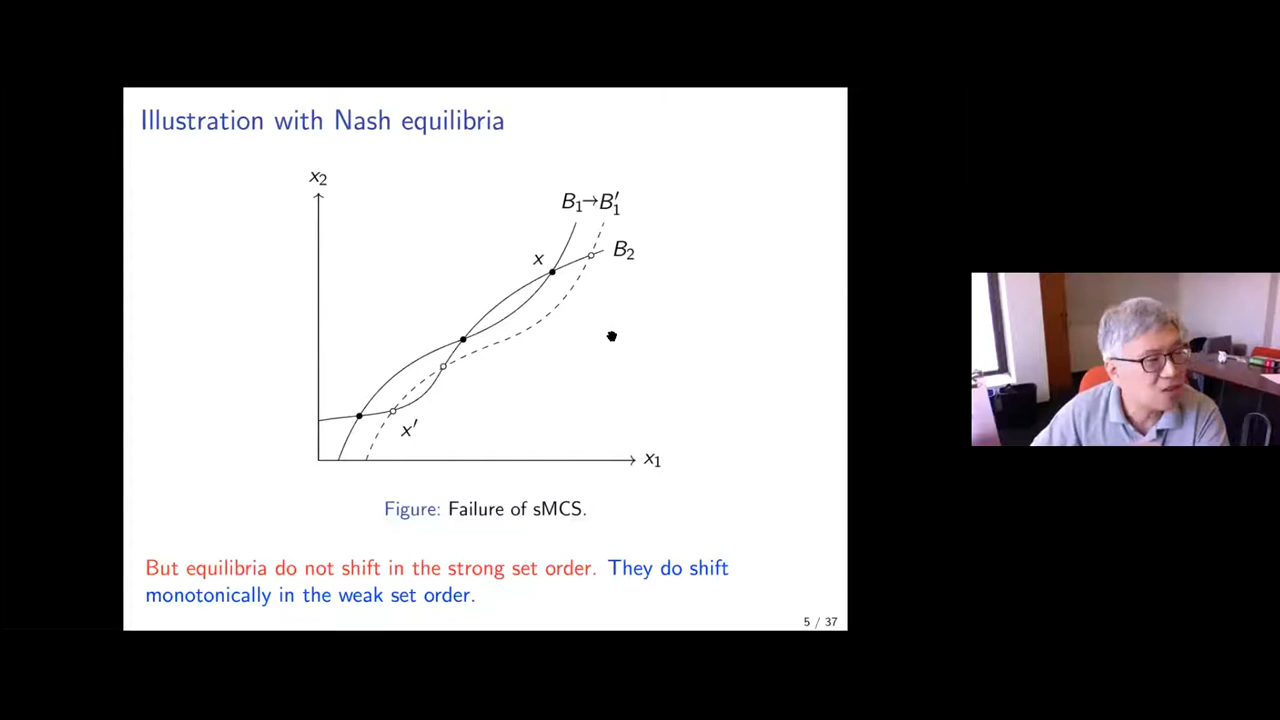 Illustration with Nash equilibria
x₂
B₁→B₁′
B₂
x
x′
x₁
Figure: Failure of sMCS.
But equilibria do not shift in the strong set order. They do shift
monotonically in the weak set order.
5 / 37